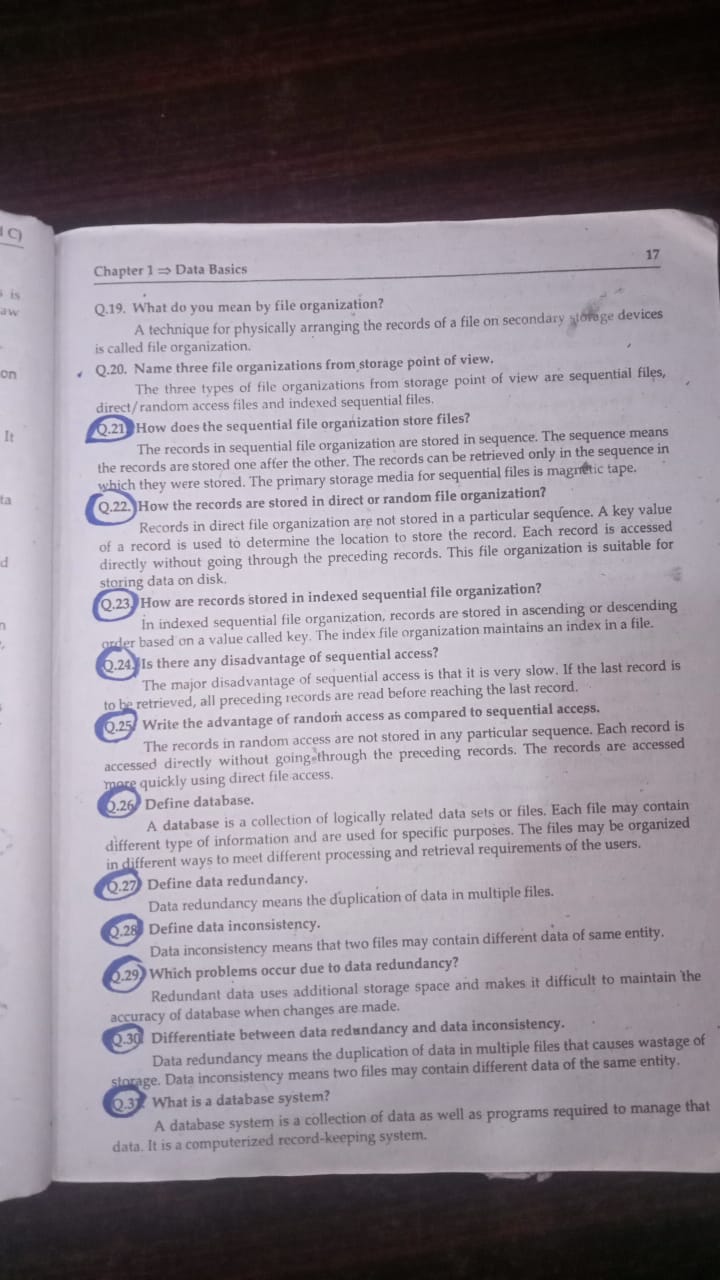 l C)
s is
aw
on
It
ta
d
n
Chapter 1 ⇒ Data Basics 17
Q.19. What do you mean by file organization?
A technique for physically arranging the records of a file on secondary storage devices
is called file organization.
Q.20. Name three file organizations from storage point of view.
The three types of file organizations from storage point of view are sequential files,
direct/random access files and indexed sequential files.
Q.21 How does the sequential file organization store files?
The records in sequential file organization are stored in sequence. The sequence means
the records are stored one after the other. The records can be retrieved only in the sequence in
which they were stored. The primary storage media for sequential files is magnetic tape.
Q.22. How the records are stored in direct or random file organization?
Records in direct file organization are not stored in a particular sequence. A key value
of a record is used to determine the location to store the record. Each record is accessed
directly without going through the preceding records. This file organization is suitable for
storing data on disk.
Q.23. How are records stored in indexed sequential file organization?
In indexed sequential file organization, records are stored in ascending or descending
order based on a value called key. The index file organization maintains an index in a file.
Q.24. Is there any disadvantage of sequential access?
The major disadvantage of sequential access is that it is very slow. If the last record is
to be retrieved, all preceding records are read before reaching the last record.
Q.25 Write the advantage of random access as compared to sequential access.
The records in random access are not stored in any particular sequence. Each record is
accessed directly without going through the preceding records. The records are accessed
more quickly using direct file access.
Q.26 Define database.
A database is a collection of logically related data sets or files. Each file may contain
different type of information and are used for specific purposes. The files may be organized
in different ways to meet different processing and retrieval requirements of the users.
Q.27 Define data redundancy.
Data redundancy means the duplication of data in multiple files.
Q.28 Define data inconsistency.
Data inconsistency means that two files may contain different data of same entity.
Q.29 Which problems occur due to data redundancy?
Redundant data uses additional storage space and makes it difficult to maintain the
accuracy of database when changes are made.
Q.30 Differentiate between data redundancy and data inconsistency.
Data redundancy means the duplication of data in multiple files that causes wastage of
storage. Data inconsistency means two files may contain different data of the same entity.
Q.31. What is a database system?
A database system is a collection of data as well as programs required to manage that
data. It is a computerized record-keeping system.